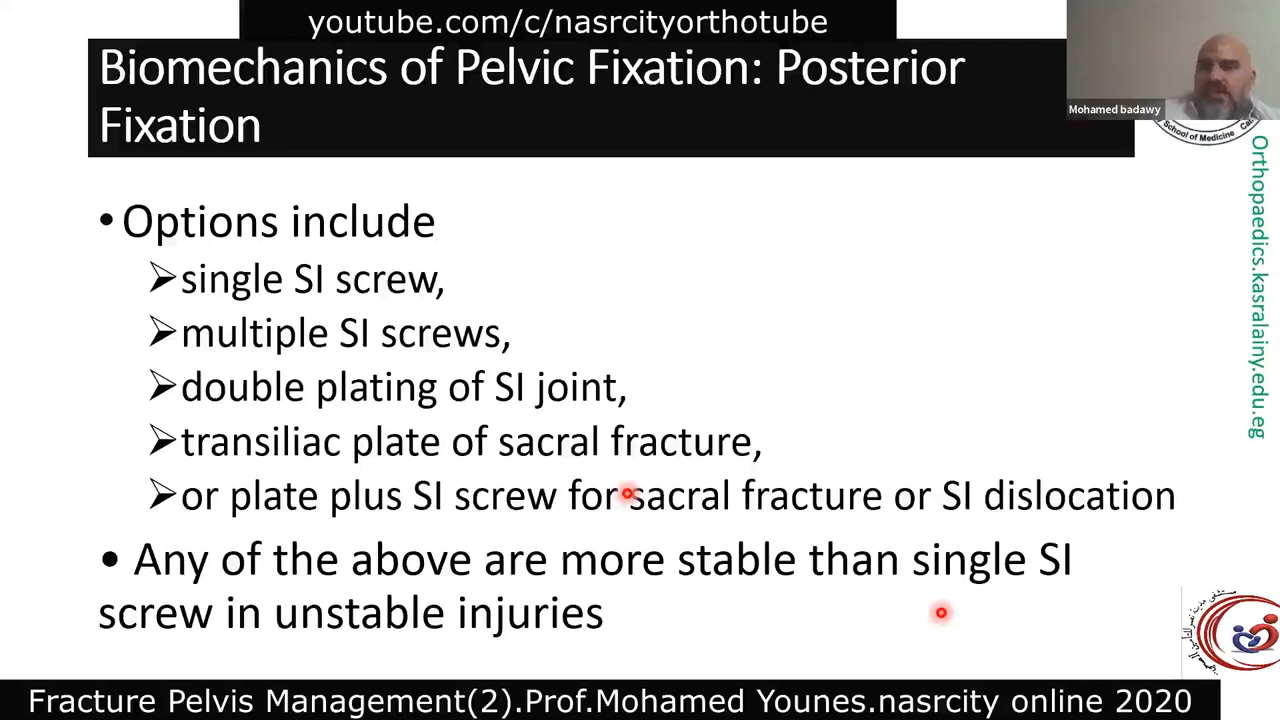 youtube.com/c/nasrcityorthotube
Biomechanics of Pelvic Fixation: Posterior
Fixation
Mohamed badawy
School of Medicine
Orthopaedics.kasralainy.edu.eg
• Options include
➢single SI screw,
➢multiple SI screws,
➢double plating of SI joint,
➢transiliac plate of sacral fracture,
➢or plate plus SI screw for sacral fracture or SI dislocation
• Any of the above are more stable than single SI
screw in unstable injuries
Fracture Pelvis Management(2).Prof.Mohamed Younes.nasrcity online 2020